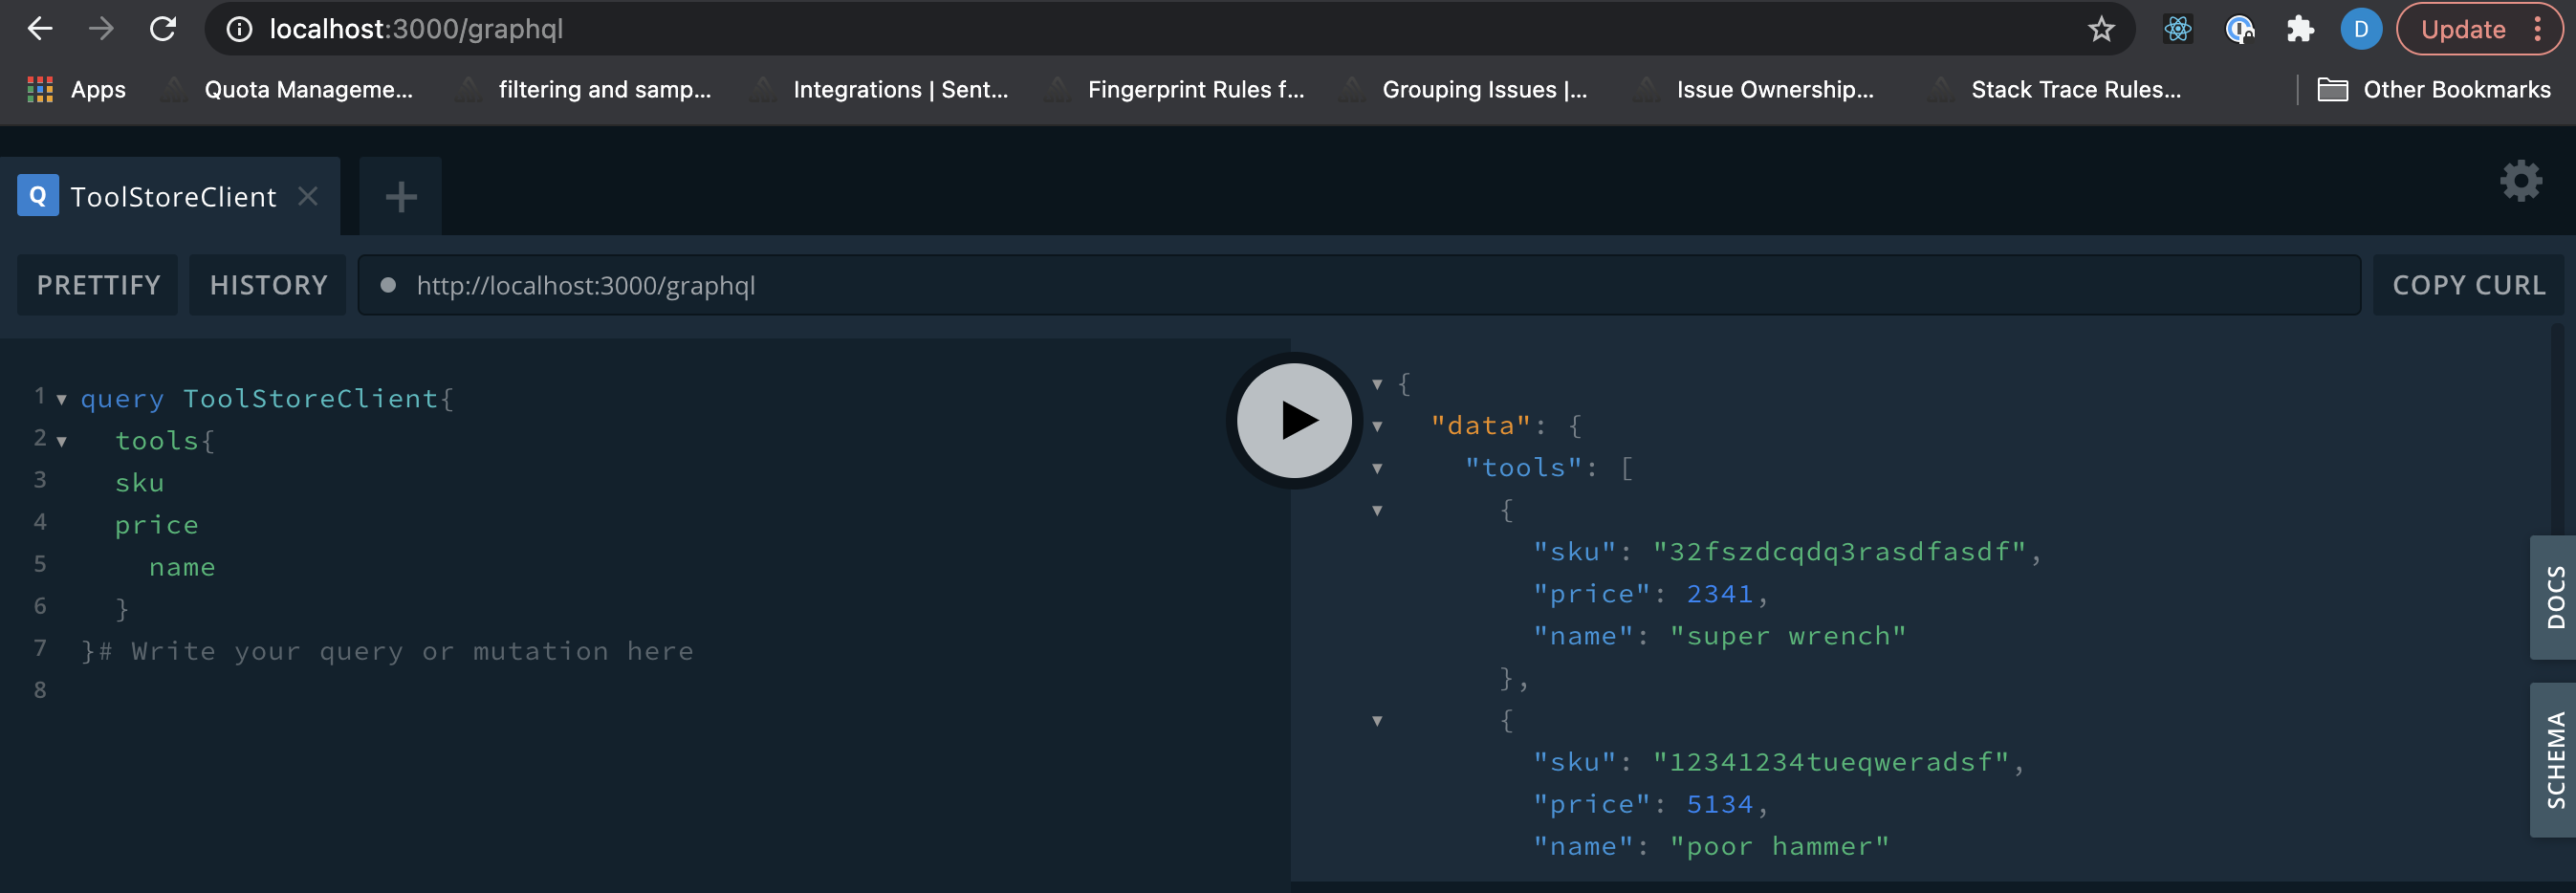 localhost:3000/graphql
D
Update
Apps
Quota Manageme...
filtering and samp...
Integrations | Sent...
Fingerprint Rules f...
Grouping Issues |...
Issue Ownership...
Stack Trace Rules...
Other Bookmarks
Q ToolStoreClient
PRETTIFY
HISTORY
http://localhost:3000/graphql
COPY CURL
1 query ToolStoreClient{
2 tools{
3 sku
4 price
5 name
6 }
7 }# Write your query or mutation here
8
{
"data": {
"tools": [
{
"sku": "32fszdcqdq3rasdfasdf",
"price": 2341,
"name": "super wrench"
},
{
"sku": "12341234tueqweradsf",
"price": 5134,
"name": "poor hammer"
DOCS
SCHEMA